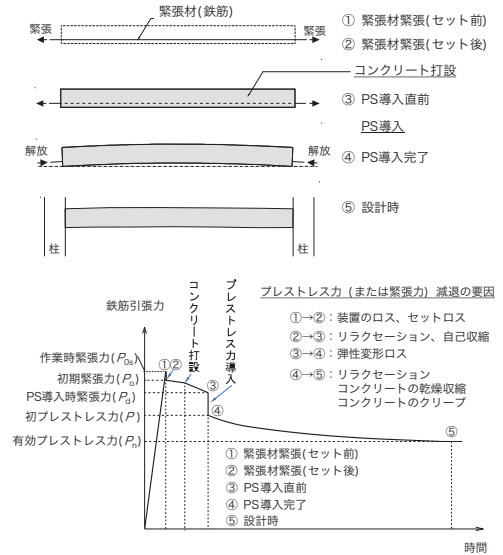 緊張材(鉄筋)
緊張
緊張
① 緊張材緊張(セット前)
② 緊張材緊張(セット後)
コンクリート打設
③ PS導入直前
PS導入
解放
解放
④ PS導入完了
⑤ 設計時
柱
柱
鉄筋引張力
コンクリート打設
プレストレス力導入
プレストレス力（または緊張力）減退の要因
①→②：装置のロス、セットロス
②→③：リラクセーション、自己収縮
③→④：弾性変形ロス
④→⑤：リラクセーション
コンクリートの乾燥収縮
コンクリートのクリープ
作業時緊張力(P0s)
初期緊張力(Po)
PS導入時緊張力(Pd)
初プレストレス力(P)
有効プレストレス力(Pn)
①②
③
④
⑤
① 緊張材緊張(セット前)
② 緊張材緊張(セット後)
③ PS導入直前
④ PS導入完了
⑤ 設計時
時間